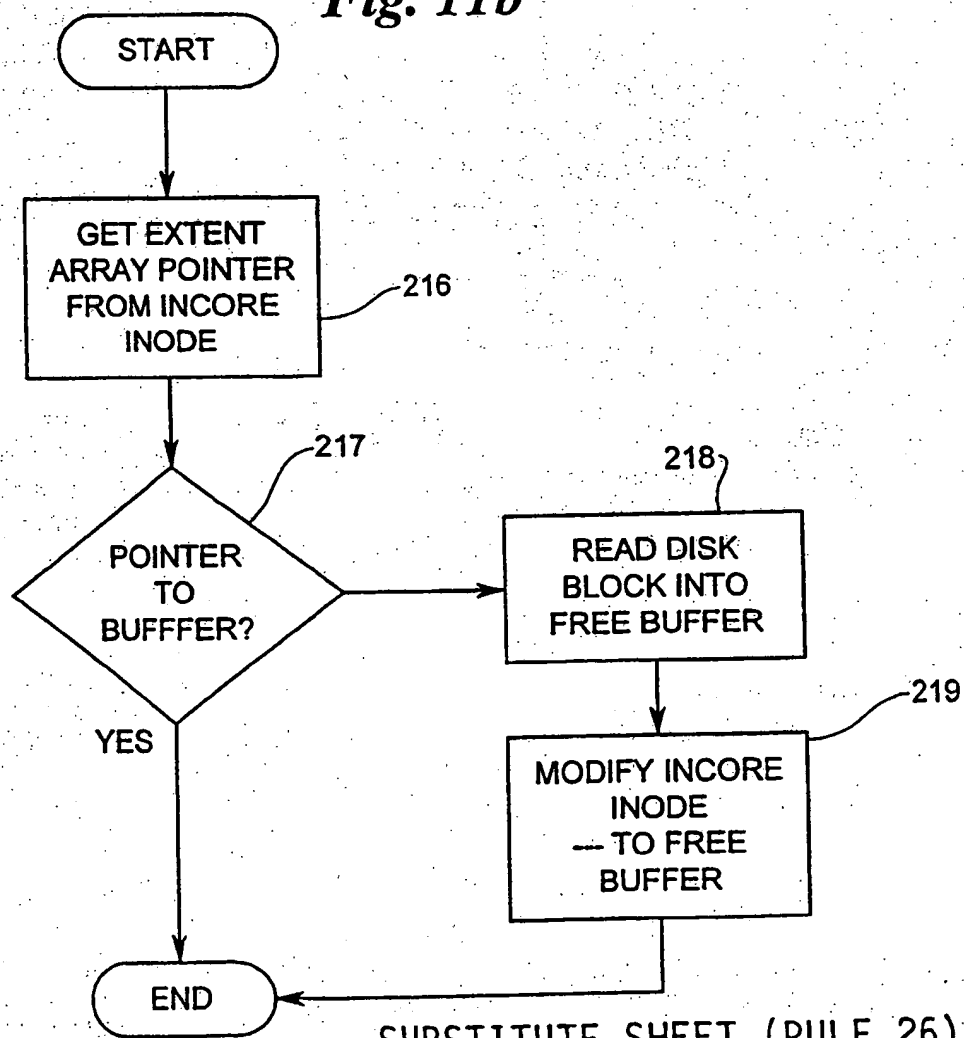 Fig. 11b
START
GET EXTENT
ARRAY POINTER
FROM INCORE
INODE
216
217
POINTER
TO
BUFFFER?
YES
218
READ DISK
BLOCK INTO
FREE BUFFER
219
MODIFY INCORE
INODE
--- TO FREE
BUFFER
END
SUBSTITUTE SHEET (RULE 26)